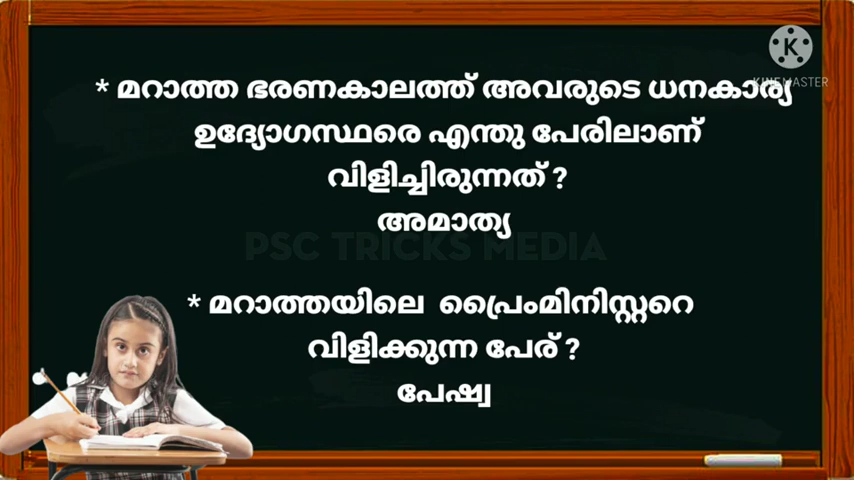 KINEMASTER
* മറാത്ത ഭരണകാലത്ത് അവരുടെ ധനകാര്യ
ഉദ്യോഗസ്ഥരെ എന്തു പേരിലാണ്
വിളിച്ചിരുന്നത് ?
അമാത്യ
PSC TRICKS MEDIA
* മറാത്തയിലെ പ്രൈംമിനിസ്റ്ററെ
വിളിക്കുന്ന പേര് ?
പേഷ്വ